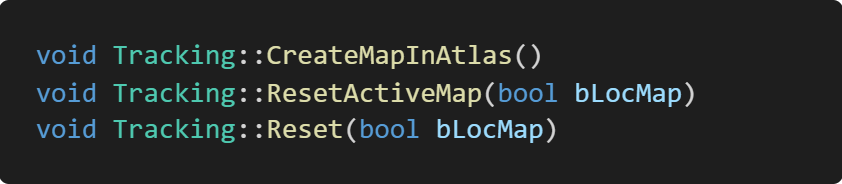 void Tracking::CreateMapInAtlas()
void Tracking::ResetActiveMap(bool bLocMap)
void Tracking::Reset(bool bLocMap)